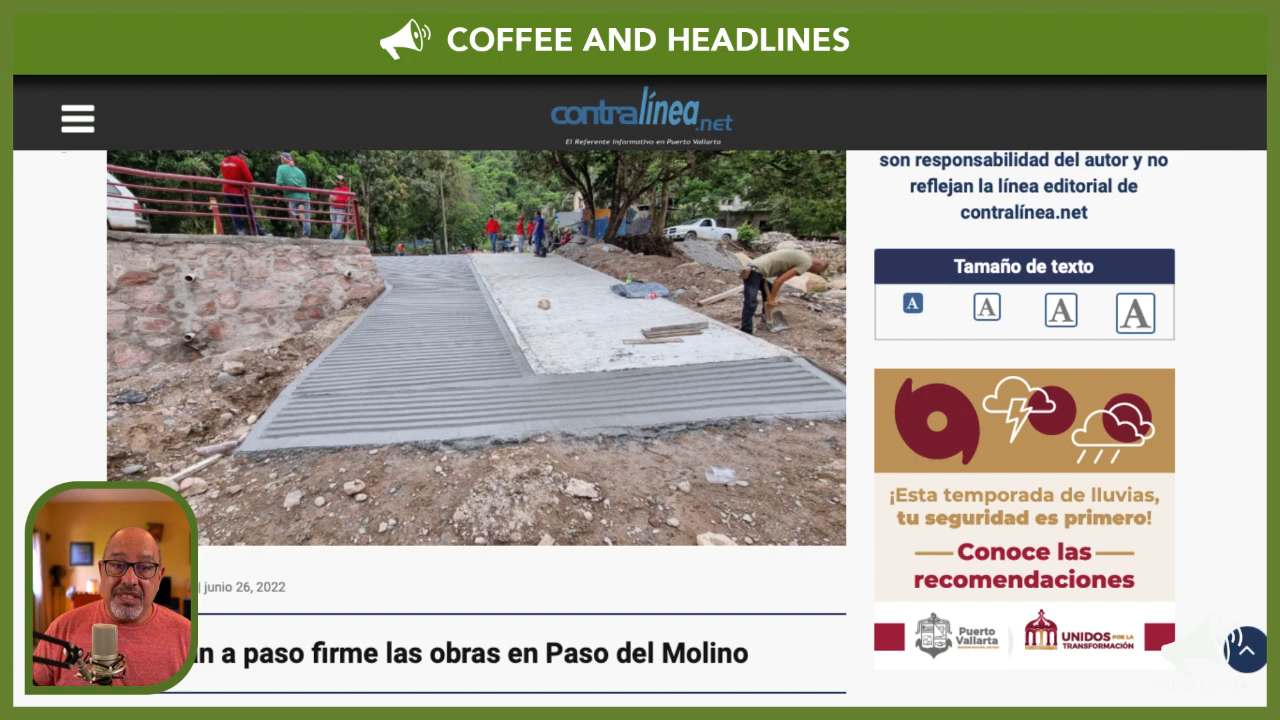 COFFEE AND HEADLINES
contralínea.net
El Referente Informativo en Puerto Vallarta
son responsabilidad del autor y no
reflejan la línea editorial de
contralínea.net
Tamaño de texto
A A A A
¡Esta temporada de lluvias,
tu seguridad es primero!
Conoce las
recomendaciones
Puerto
Vallarta
UNIDOS POR LA
TRANSFORMACIÓN
| junio 26, 2022
n a paso firme las obras en Paso del Molino